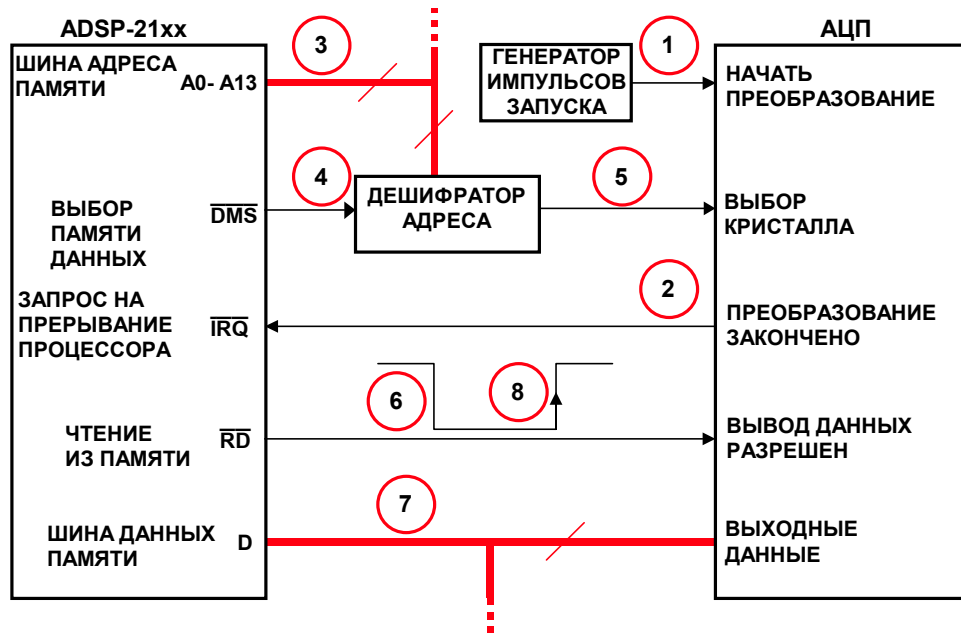 ADSP-21xx
АЦП
3
1
ШИНА АДРЕСА
ПАМЯТИ
A0- A13
ГЕНЕРАТОР
ИМПУЛЬСОВ
ЗАПУСКА
НАЧАТЬ
ПРЕОБРАЗОВАНИЕ
4
5
ВЫБОР
ПАМЯТИ
ДАННЫХ
DMS
ДЕШИФРАТОР
АДРЕСА
ВЫБОР
КРИСТАЛЛА
2
ЗАПРОС НА
ПРЕРЫВАНИЕ
ПРОЦЕССОРА
IRQ
ПРЕОБРАЗОВАНИЕ
ЗАКОНЧЕНО
6
8
ЧТЕНИЕ
ИЗ ПАМЯТИ
RD
ВЫВОД ДАННЫХ
РАЗРЕШЕН
7
ШИНА ДАННЫХ
ПАМЯТИ
D
ВЫХОДНЫЕ
ДАННЫЕ